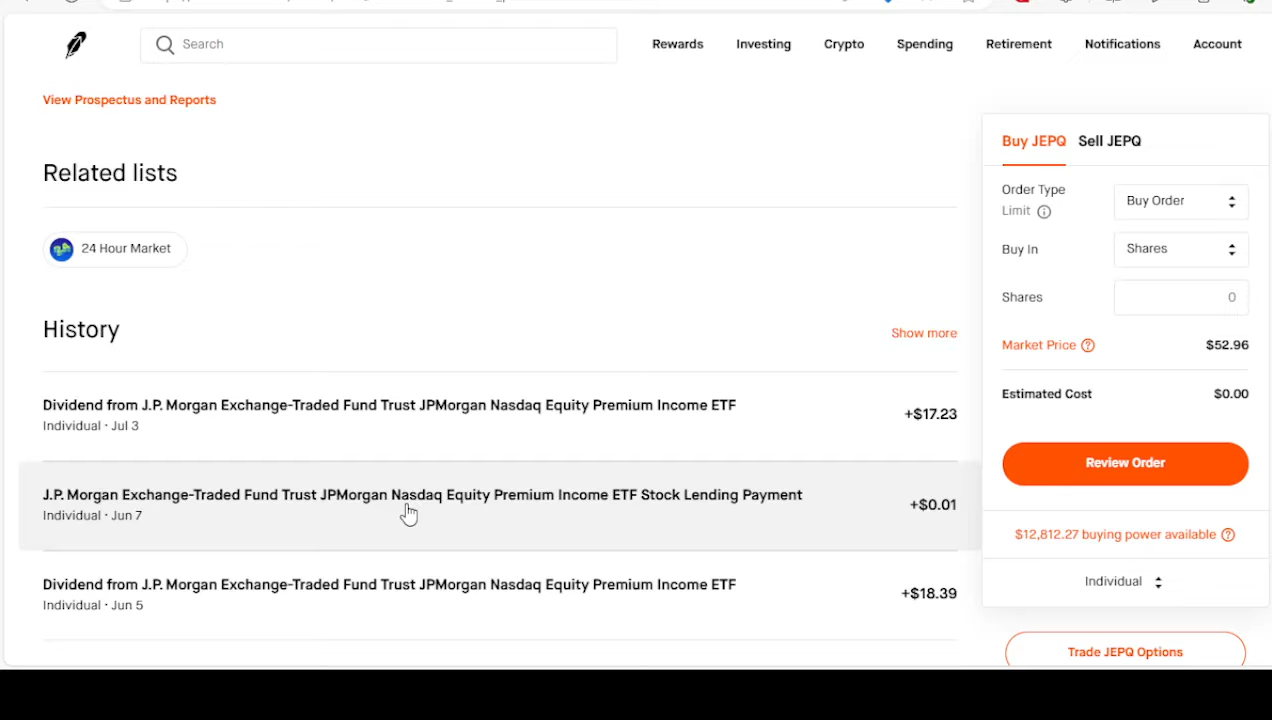 Search
Rewards
Investing
Crypto
Spending
Retirement
Notifications
Account
View Prospectus and Reports
Related lists
24 Hour Market
History
Show more
Dividend from J.P. Morgan Exchange-Traded Fund Trust JPMorgan Nasdaq Equity Premium Income ETF
Individual · Jul 3
+$17.23
J.P. Morgan Exchange-Traded Fund Trust JPMorgan Nasdaq Equity Premium Income ETF Stock Lending Payment
Individual · Jun 7
+$0.01
Dividend from J.P. Morgan Exchange-Traded Fund Trust JPMorgan Nasdaq Equity Premium Income ETF
Individual · Jun 5
+$18.39
Buy JEPQ
Sell JEPQ
Order Type
Limit
Buy Order
Buy In
Shares
Shares
0
Market Price
$52.96
Estimated Cost
$0.00
Review Order
$12,812.27 buying power available
Individual
Trade JEPQ Options